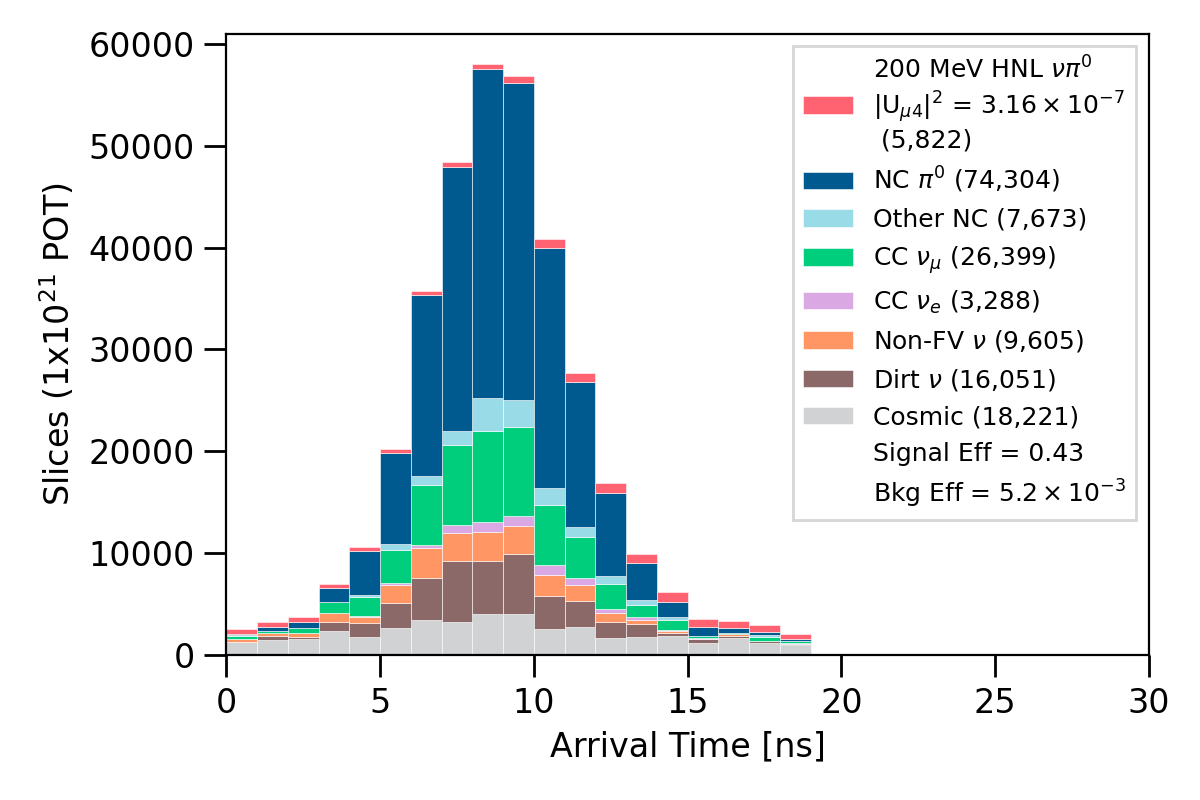 60000
50000
40000
30000
20000
10000
0
Slices (1x10²¹ POT)
0 5 10 15 20 25 30
Arrival Time [ns]
200 MeV HNL νπ⁰
|U_μ4|² = 3.16 × 10⁻⁷
(5,822)
NC π⁰ (74,304)
Other NC (7,673)
CC ν_μ (26,399)
CC ν_e (3,288)
Non-FV ν (9,605)
Dirt ν (16,051)
Cosmic (18,221)
Signal Eff = 0.43
Bkg Eff = 5.2 × 10⁻³